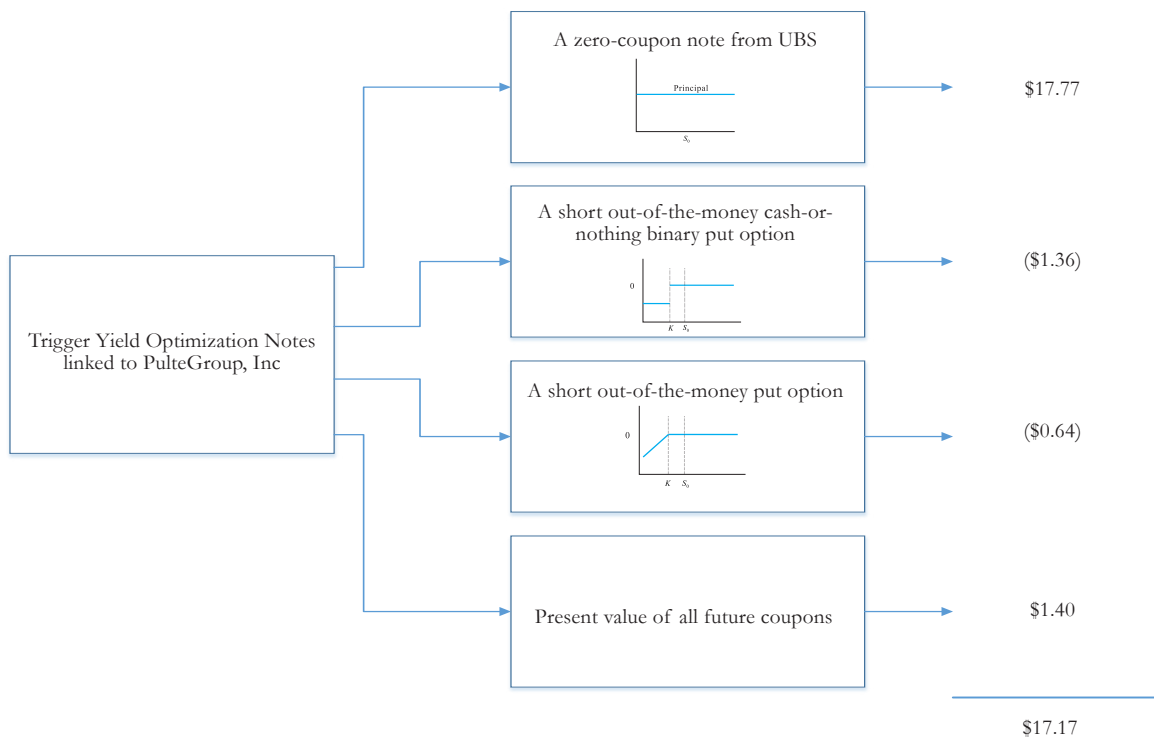 A zero-coupon note from UBS
Principal
S0
$17.77
A short out-of-the-money cash-or-
nothing binary put option
0
K S0
($1.36)
Trigger Yield Optimization Notes
linked to PulteGroup, Inc
A short out-of-the-money put option
0
K S0
($0.64)
Present value of all future coupons
$1.40
$17.17